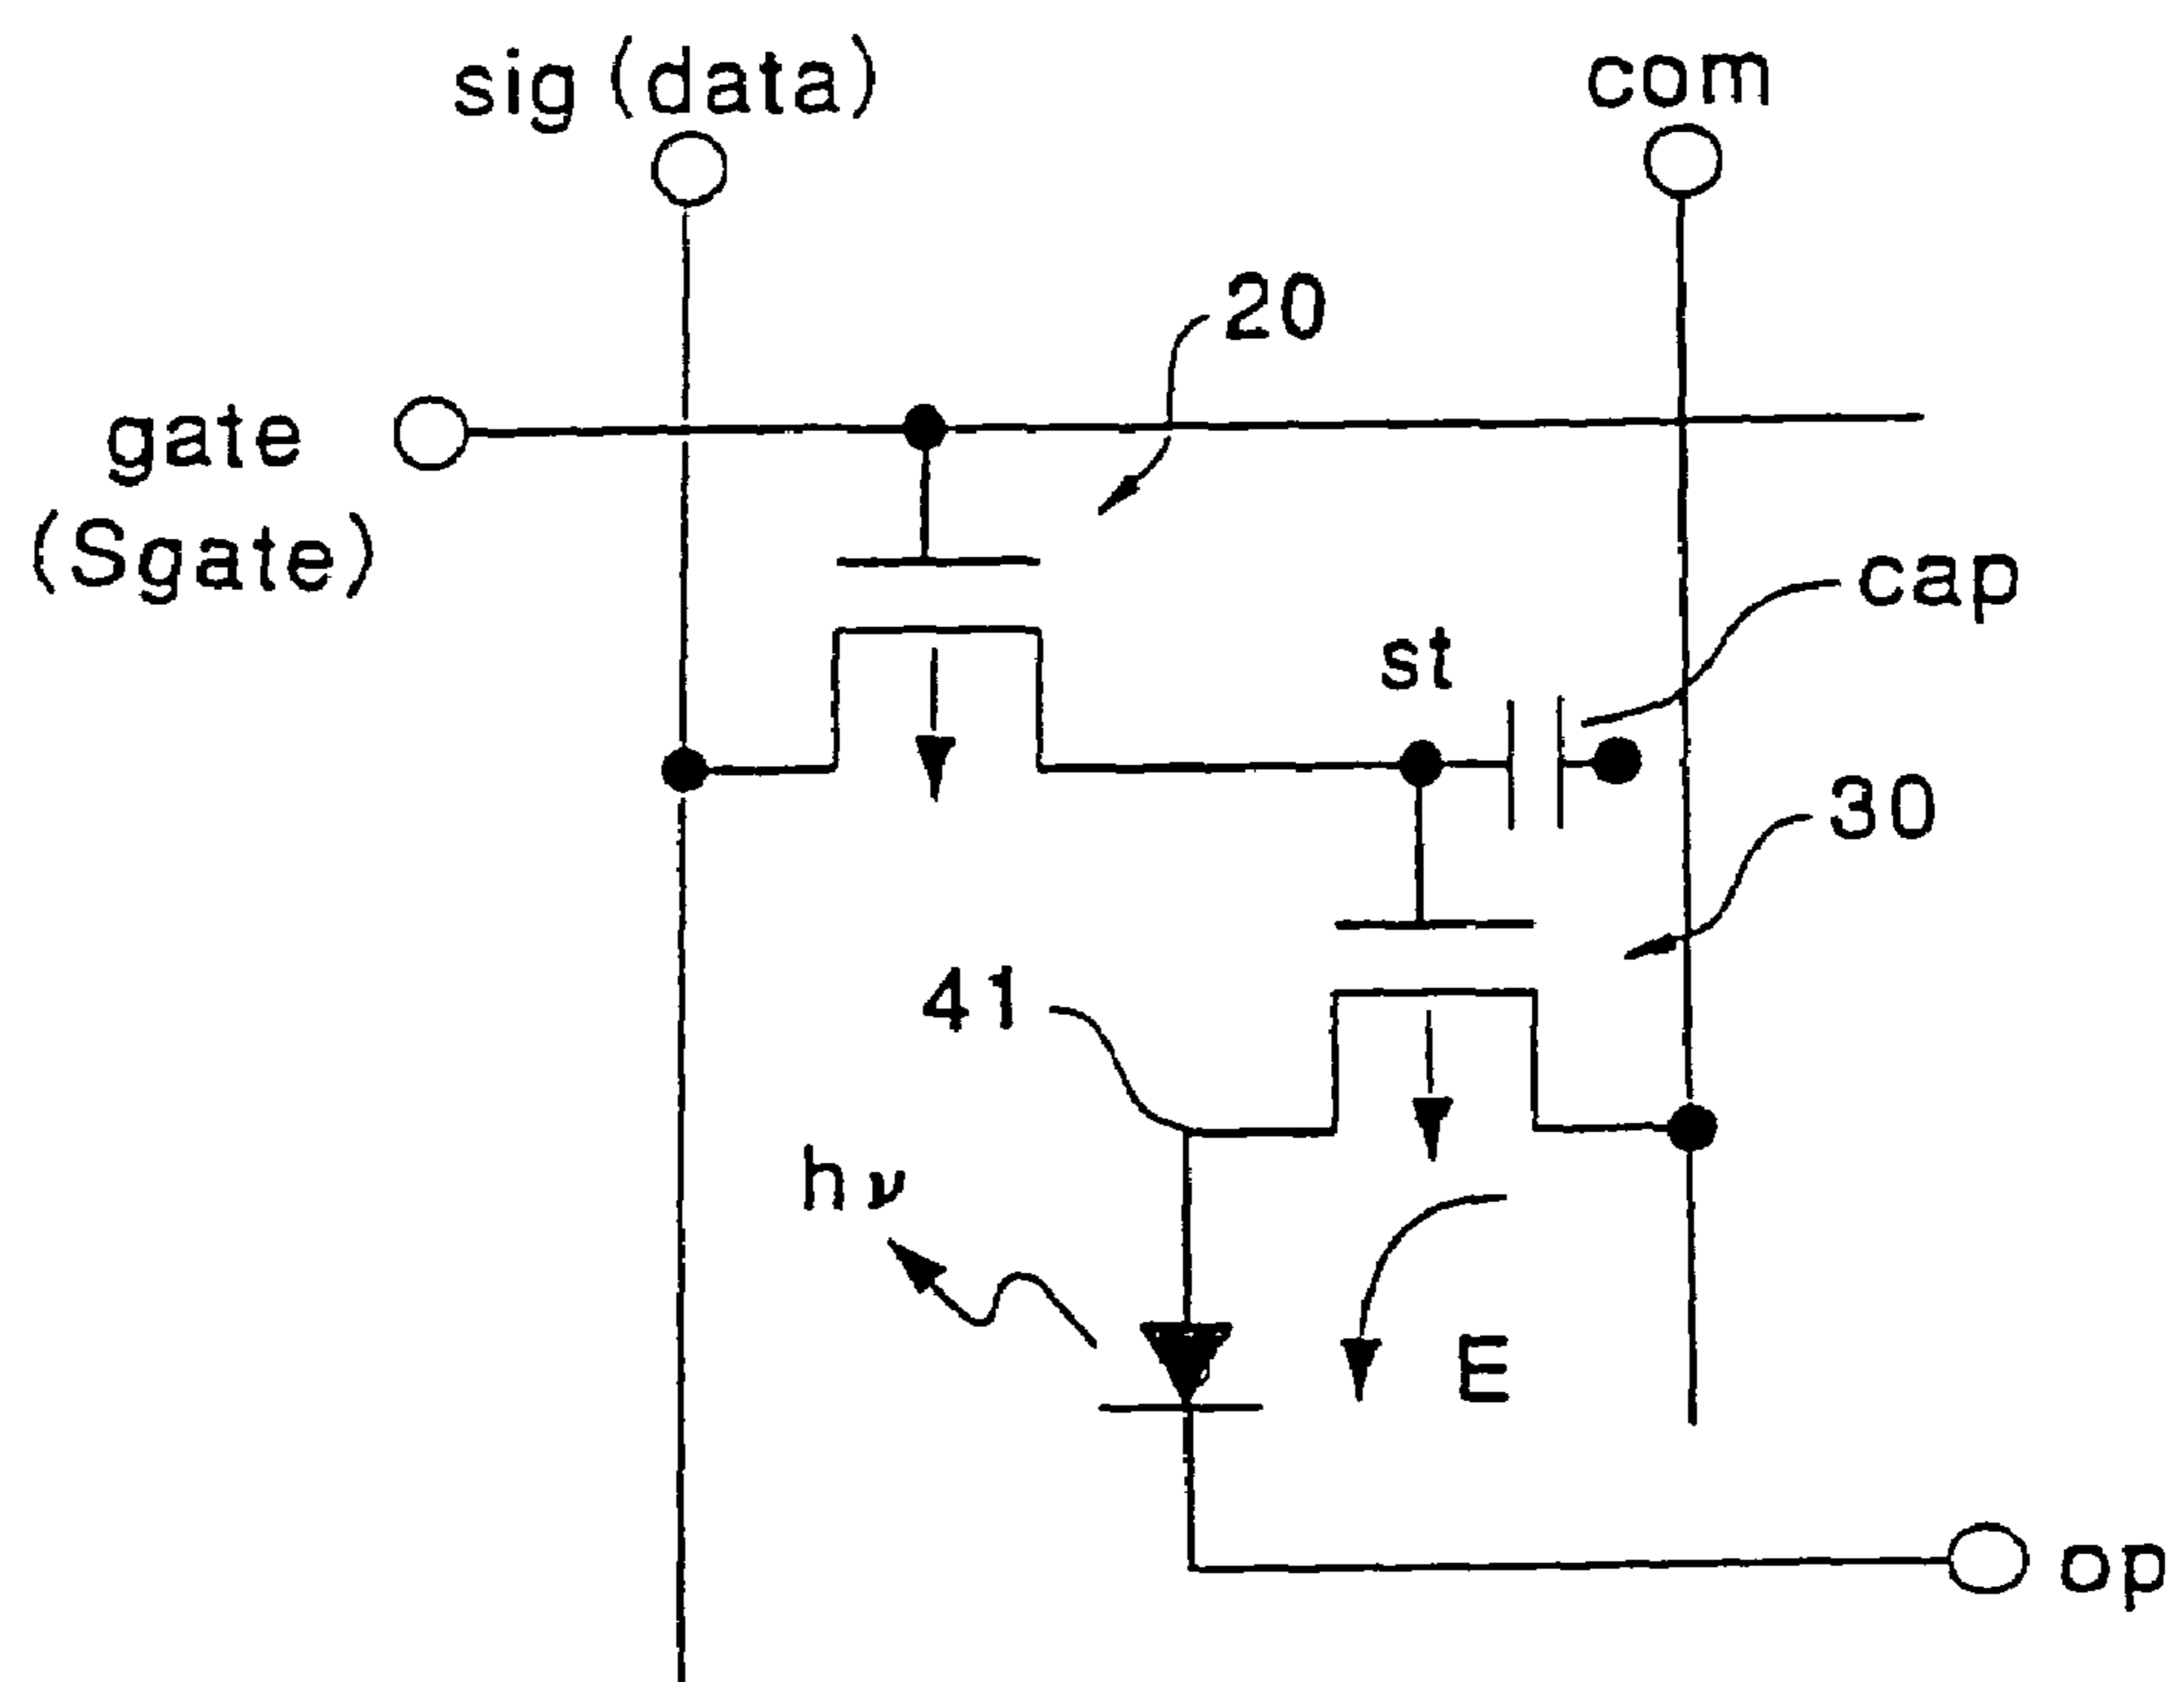 sig (data)
com
20
gate
(Sgate)
cap
st
30
41
hν
E
op